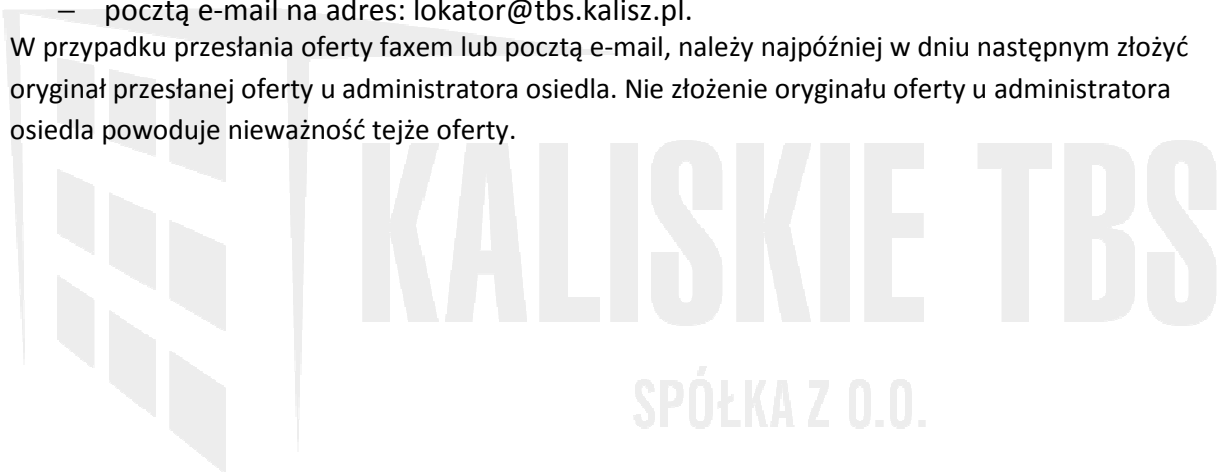 – pocztą e-mail na adres: lokator@tbs.kalisz.pl.
W przypadku przesłania oferty faxem lub pocztą e-mail, należy najpóźniej w dniu następnym złożyć
oryginał przesłanej oferty u administratora osiedla. Nie złożenie oryginału oferty u administratora
osiedla powoduje nieważność tejże oferty.
KALISKIE TBS
SPÓŁKA Z O.O.